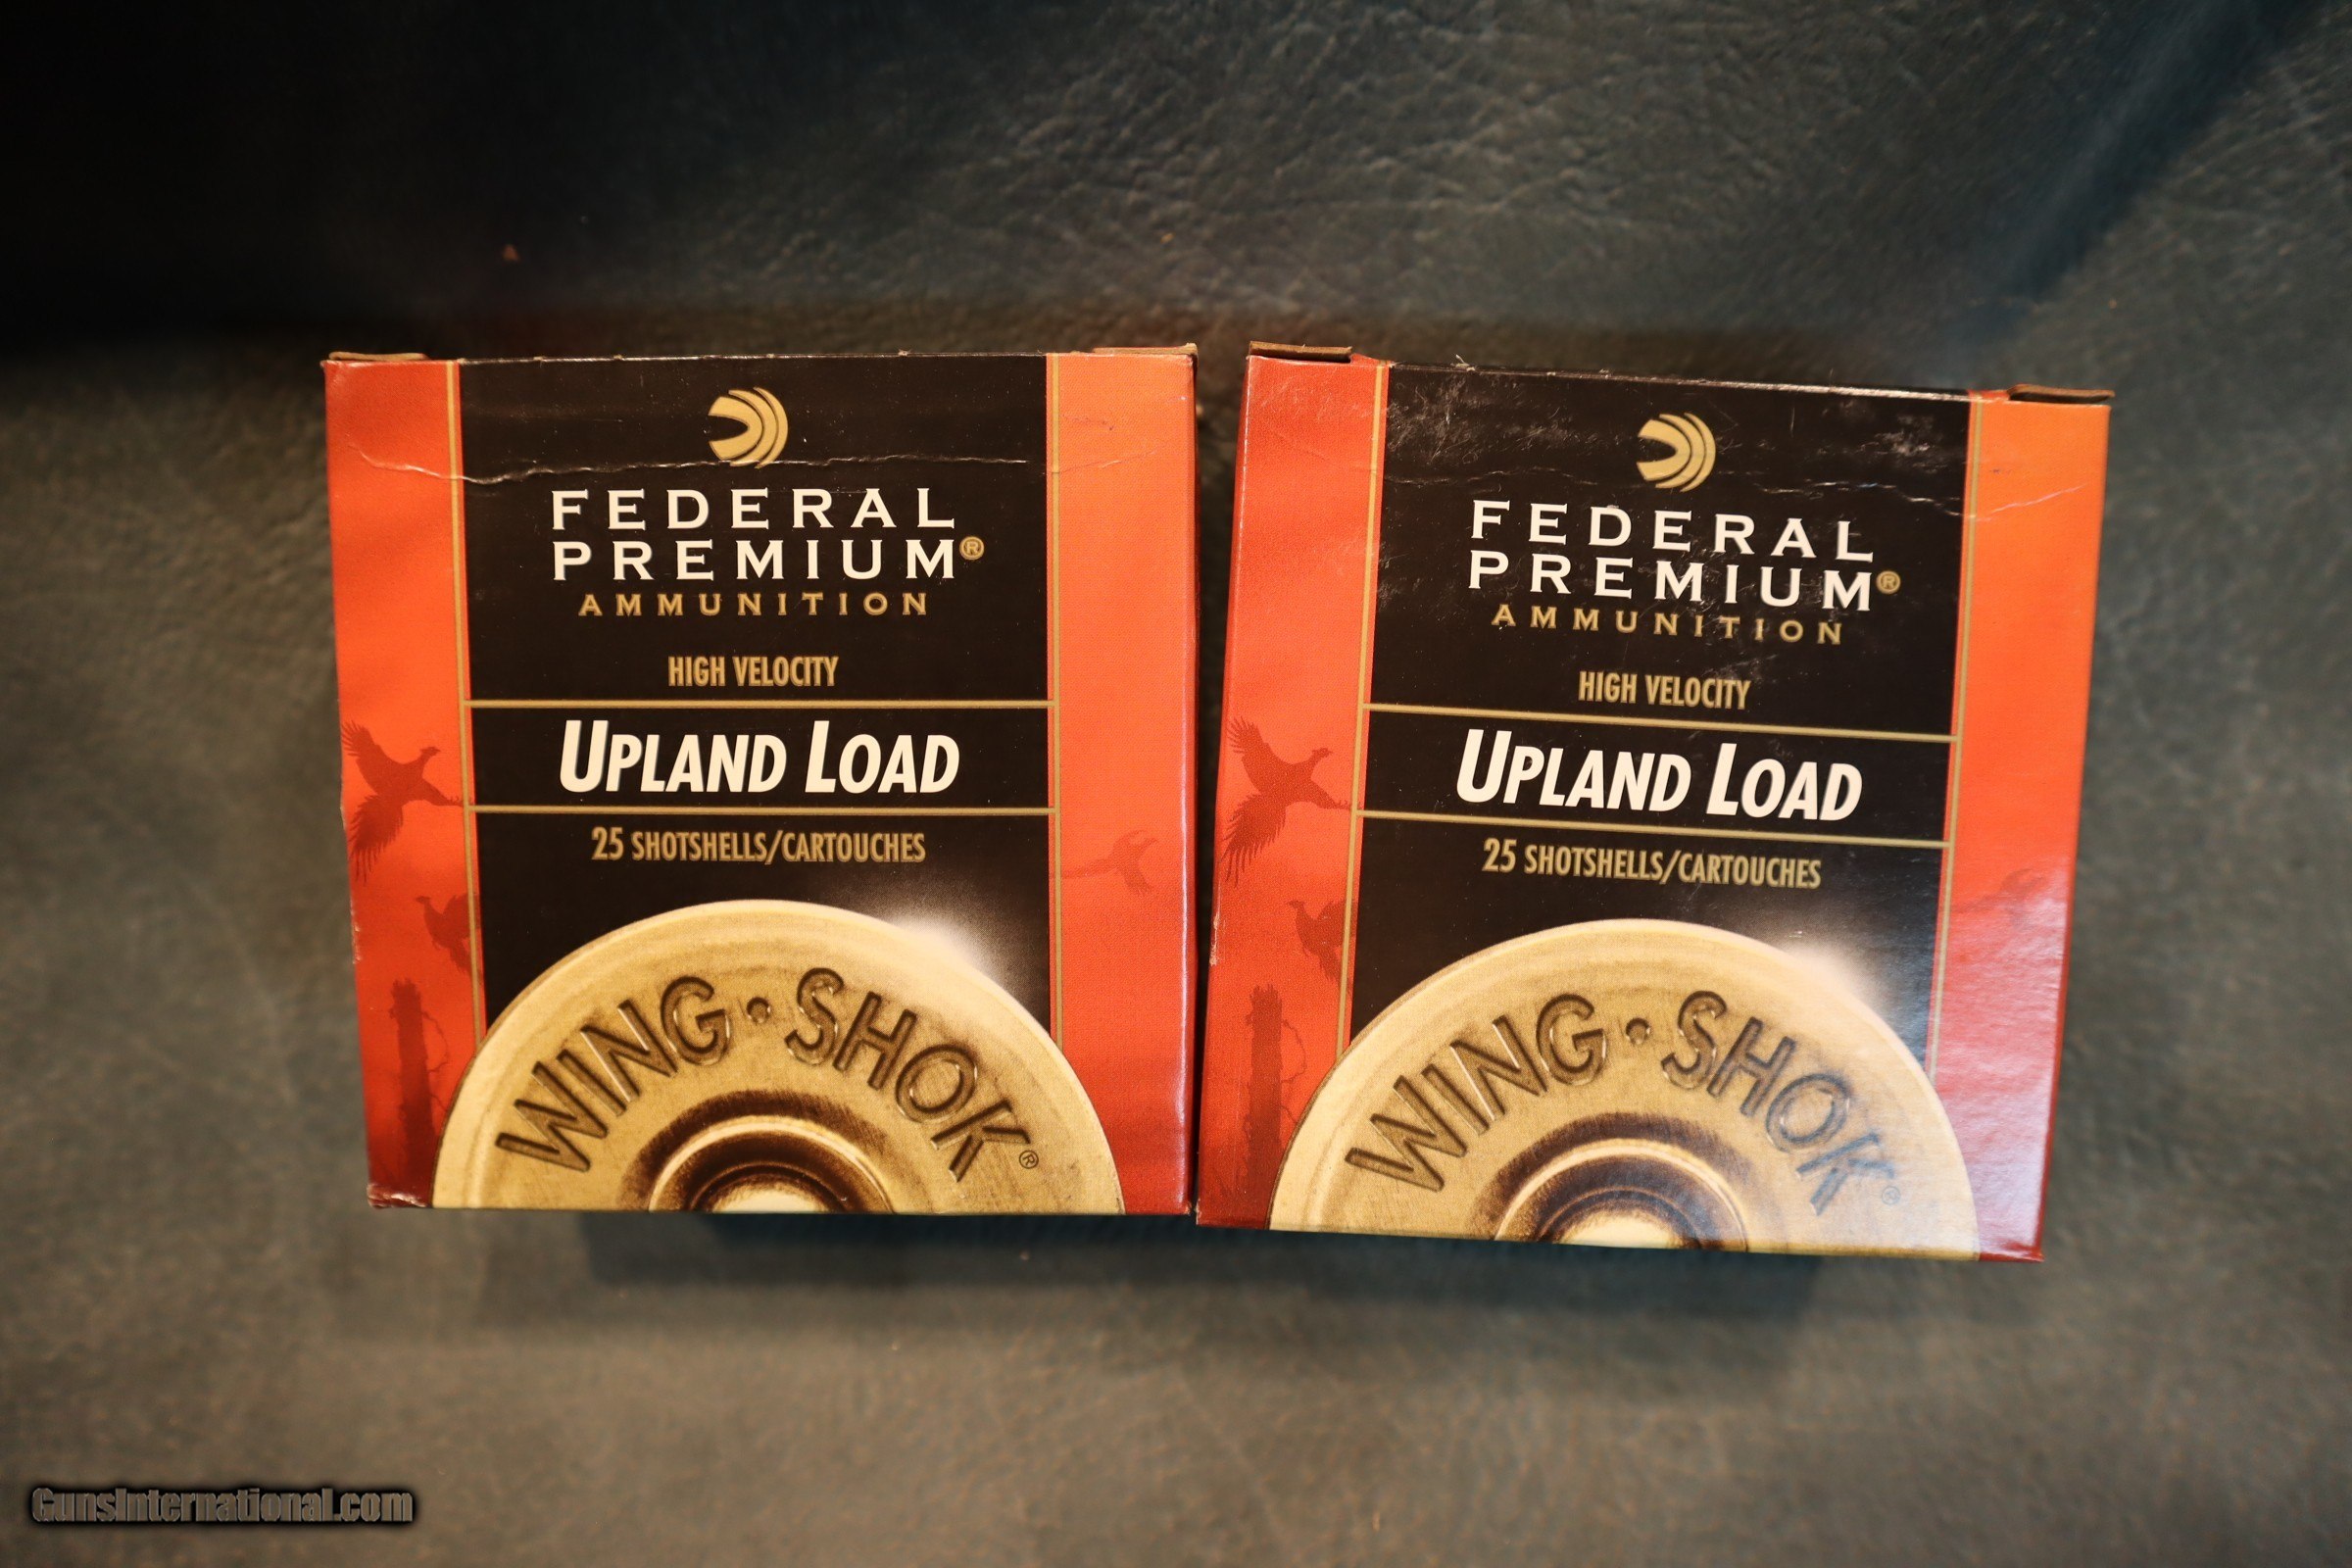 FEDERAL
PREMIUM®
AMMUNITION
HIGH VELOCITY
UPLAND LOAD
25 SHOTSHELLS/CARTOUCHES
WING·SHOK®
FEDERAL
PREMIUM®
AMMUNITION
HIGH VELOCITY
UPLAND LOAD
25 SHOTSHELLS/CARTOUCHES
WING·SHOK®
GunsInternational.com